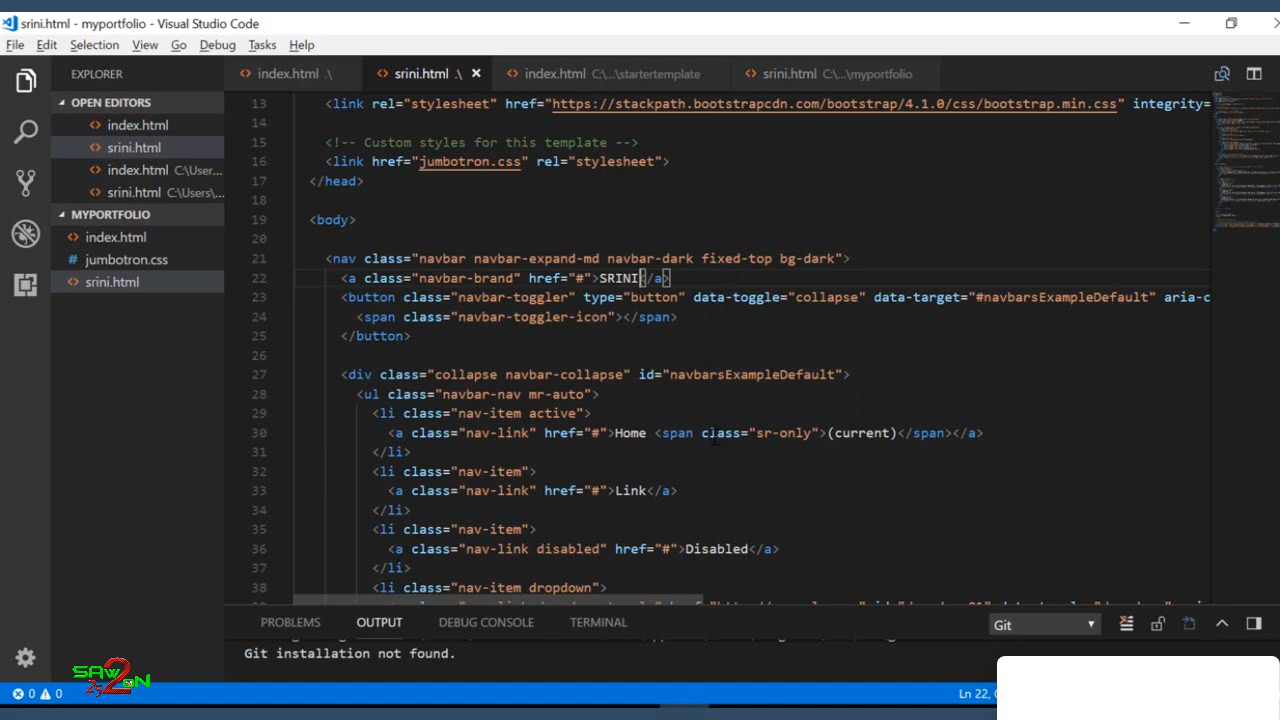 srini.html - myportfolio - Visual Studio Code
File Edit Selection View Go Debug Tasks Help
EXPLORER
OPEN EDITORS
index.html
srini.html
index.html C:\User...
srini.html C:\Users\...
MYPORTFOLIO
index.html
jumbotron.css
srini.html
index.html .\
srini.html .\
index.html C:\...\startertemplate
srini.html C:\...\myportfolio
13 <link rel="stylesheet" href="https://stackpath.bootstrapcdn.com/bootstrap/4.1.0/css/bootstrap.min.css" integrity=
14
15 <!-- Custom styles for this template -->
16 <link href="jumbotron.css" rel="stylesheet">
17 </head>
18
19 <body>
20
21 <nav class="navbar navbar-expand-md navbar-dark fixed-top bg-dark">
22 <a class="navbar-brand" href="#">SRINI</a>
23 <button class="navbar-toggler" type="button" data-toggle="collapse" data-target="#navbarsExampleDefault" aria-c
24 <span class="navbar-toggler-icon"></span>
25 </button>
26
27 <div class="collapse navbar-collapse" id="navbarsExampleDefault">
28 <ul class="navbar-nav mr-auto">
29 <li class="nav-item active">
30 <a class="nav-link" href="#">Home <span class="sr-only">(current)</span></a>
31 </li>
32 <li class="nav-item">
33 <a class="nav-link" href="#">Link</a>
34 </li>
35 <li class="nav-item">
36 <a class="nav-link disabled" href="#">Disabled</a>
37 </li>
38 <li class="nav-item dropdown">
PROBLEMS OUTPUT DEBUG CONSOLE TERMINAL
Git
Git installation not found.
0 0
Ln 22,